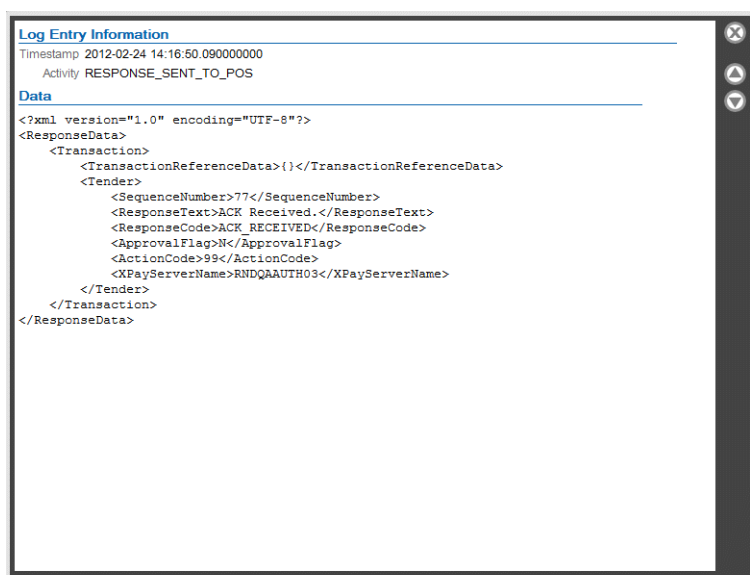 Log Entry Information
Timestamp 2012-02-24 14:16:50.090000000
Activity RESPONSE_SENT_TO_POS
Data
<?xml version="1.0" encoding="UTF-8"?>
<ResponseData>
    <Transaction>
        <TransactionReferenceData>{}</TransactionReferenceData>
        <Tender>
            <SequenceNumber>77</SequenceNumber>
            <ResponseText>ACK Received.</ResponseText>
            <ResponseCode>ACK_RECEIVED</ResponseCode>
            <ApprovalFlag>N</ApprovalFlag>
            <ActionCode>99</ActionCode>
            <XPayServerName>RNDQAAUTH03</XPayServerName>
        </Tender>
    </Transaction>
</ResponseData>